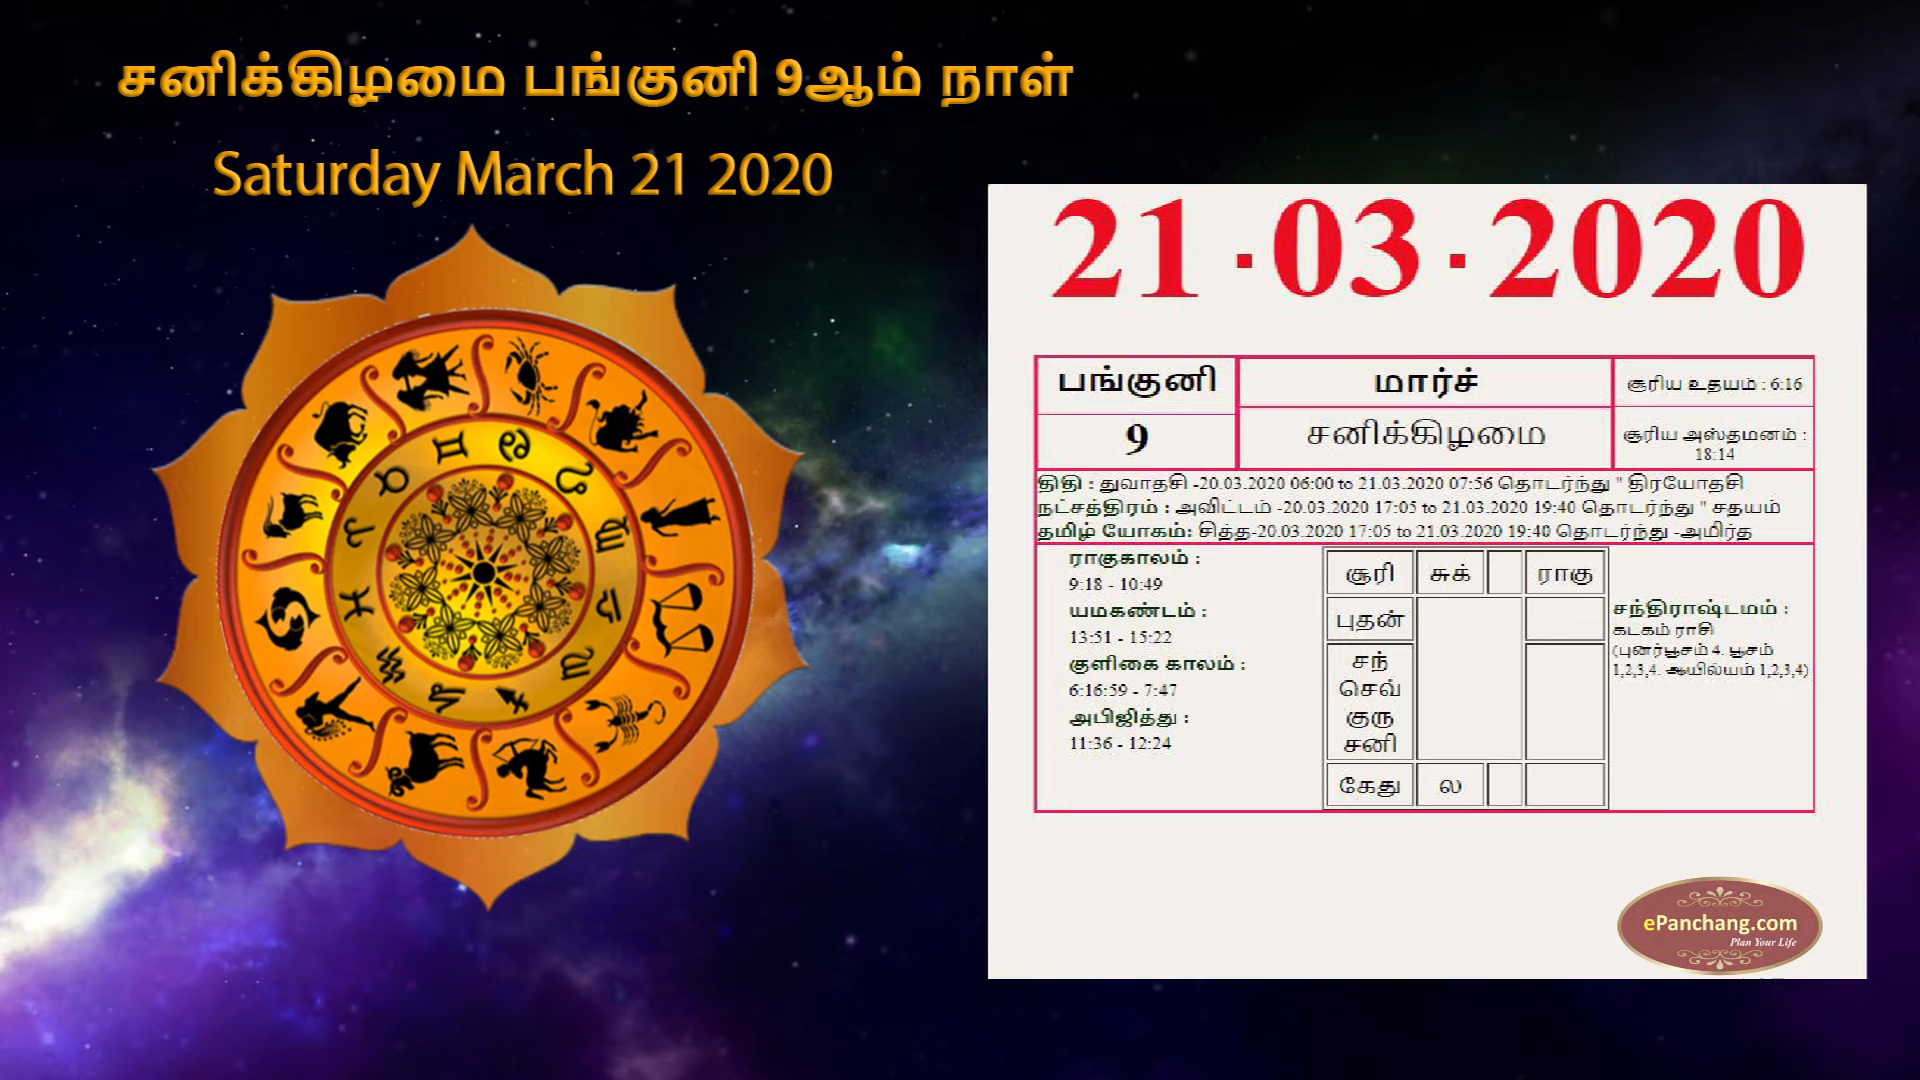 சனிக்கிழமை பங்குனி 9ஆம் நாள்
Saturday March 21 2020
21.03.2020
பங்குனி
மார்ச்
சூரிய உதயம் : 6:16
9
சனிக்கிழமை
சூரிய அஸ்தமனம் :
18:14
திதி : துவாதசி -20.03.2020 06:00 to 21.03.2020 07:56 தொடர்ந்து " திரயோதசி
நட்சத்திரம் : அவிட்டம் -20.03.2020 17:05 to 21.03.2020 19:40 தொடர்ந்து " சதயம்
தமிழ் யோகம்: சித்த-20.03.2020 17:05 to 21.03.2020 19:40 தொடர்ந்து -அமிர்த
ராகுகாலம் :
9:18 - 10:49
யமகண்டம் :
13:51 - 15:22
குளிகை காலம் :
6:16:59 - 7:47
அபிஜித்து :
11:36 - 12:24
சூரி
சுக்
ராகு
புதன்
சந்
செவ்
குரு
சனி
கேது
ல
சந்திராஷ்டமம் :
கடகம் ராசி
(புனர்பூசம் 4. பூசம்
1,2,3,4. ஆயில்யம் 1,2,3,4)
ePanchang.com
Plan Your Life